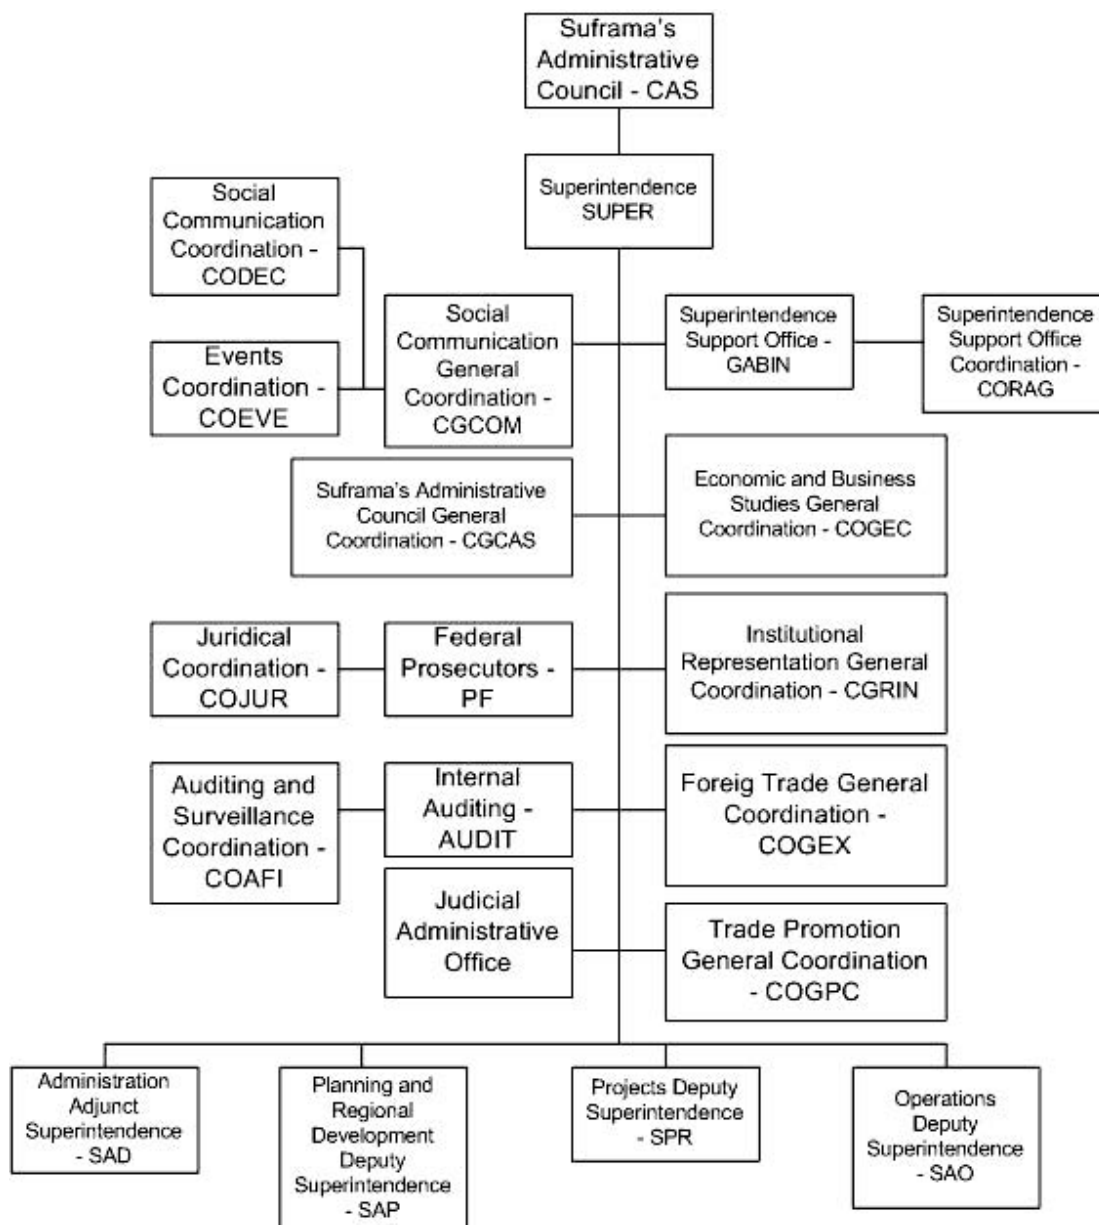 Suframa's
Administrative
Council - CAS
Superintendence
SUPER
Social
Communication
Coordination -
CODEC
Events
Coordination -
COEVE
Social
Communication
General
Coordination -
CGCOM
Superintendence
Support Office -
GABIN
Superintendence
Support Office
Coordination -
CORAG
Suframa's Administrative
Council General
Coordination - CGCAS
Economic and Business
Studies General
Coordination - COGEC
Juridical
Coordination -
COJUR
Federal
Prosecutors -
PF
Institutional
Representation General
Coordination - CGRIN
Auditing and
Surveillance
Coordination -
COAFI
Internal
Auditing -
AUDIT
Foreig Trade General
Coordination -
COGEX
Judicial
Administrative
Office
Trade Promotion
General Coordination
- COGPC
Administration
Adjunct
Superintendence
- SAD
Planning and
Regional
Development
Deputy
Superintendence
- SAP
Projects Deputy
Superintendence
- SPR
Operations
Deputy
Superintendence
- SAO